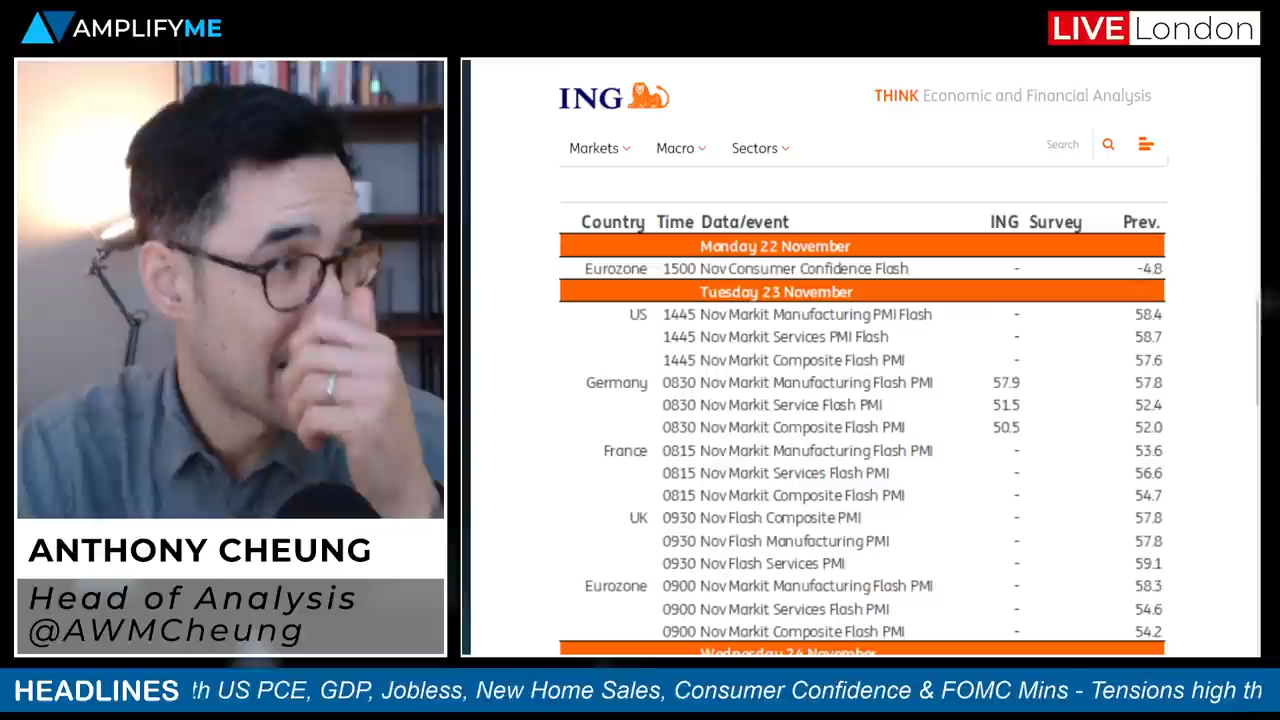 AMPLIFYME
LIVE London
ING
THINK Economic and Financial Analysis
Markets Macro Sectors
Search
Country Time Data/event ING Survey Prev.
Monday 22 November
Eurozone 1500 Nov Consumer Confidence Flash - -4.8
Tuesday 23 November
US 1445 Nov Markit Manufacturing PMI Flash - 58.4
1445 Nov Markit Services PMI Flash - 58.7
1445 Nov Markit Composite Flash PMI - 57.6
Germany 0830 Nov Markit Manufacturing Flash PMI 57.9 57.8
0830 Nov Markit Service Flash PMI 51.5 52.4
0830 Nov Markit Composite Flash PMI 50.5 52.0
France 0815 Nov Markit Manufacturing Flash PMI - 53.6
0815 Nov Markit Services Flash PMI - 56.6
0815 Nov Markit Composite Flash PMI - 54.7
UK 0930 Nov Flash Composite PMI - 57.8
0930 Nov Flash Manufacturing PMI - 57.8
0930 Nov Flash Services PMI - 59.1
Eurozone 0900 Nov Markit Manufacturing Flash PMI - 58.3
0900 Nov Markit Services Flash PMI - 54.6
0900 Nov Markit Composite Flash PMI - 54.2
Wednesday 24 November
ANTHONY CHEUNG
Head of Analysis
@AWMCheung
HEADLINES th US PCE, GDP, Jobless, New Home Sales, Consumer Confidence & FOMC Mins - Tensions high th